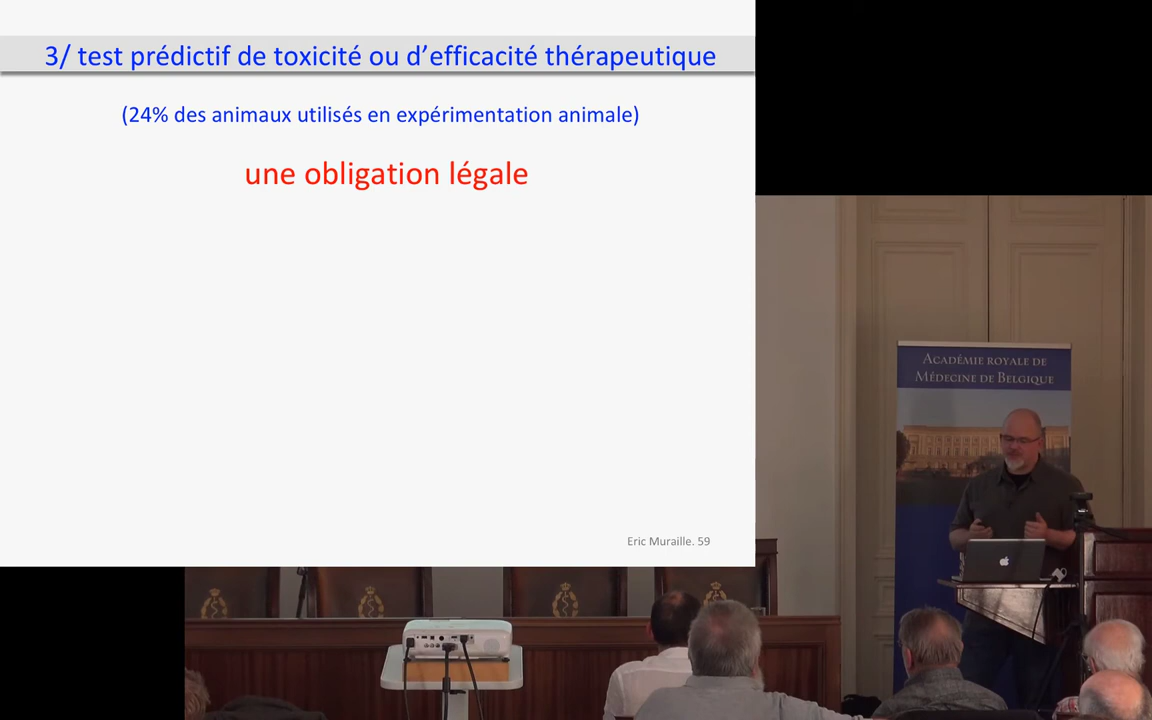 3/ test prédictif de toxicité ou d’efficacité thérapeutique
(24% des animaux utilisés en expérimentation animale)
une obligation légale
Eric Muraille. 59
Académie royale de
Médecine de Belgique